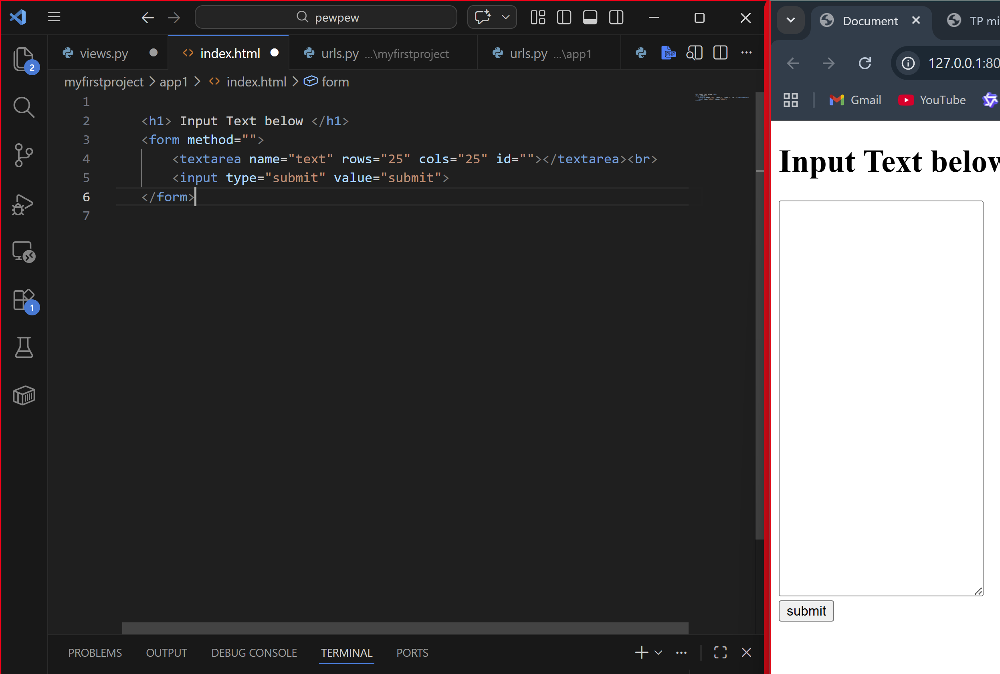 pewpew
views.py
index.html
urls.py ...\myfirstproject
urls.py ...\app1
PHP
2
myfirstproject > app1 > <> index.html > form
1
2 <h1> Input Text below </h1>
3 <form method="">
4 <textarea name="text" rows="25" cols="25" id=""></textarea><br>
5 <input type="submit" value="submit">
6 </form>
7
1
PROBLEMS OUTPUT DEBUG CONSOLE TERMINAL PORTS
Document
TP mi
127.0.0.1:80
Gmail YouTube
Input Text below
submit